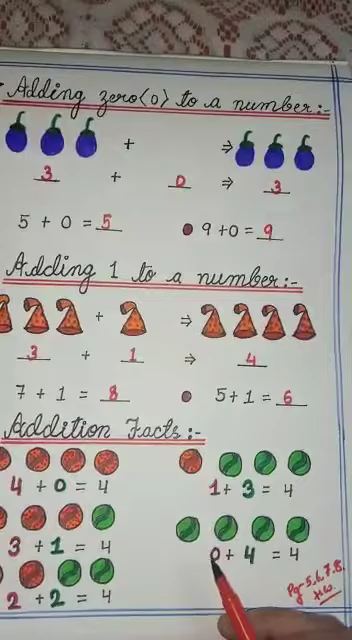 Adding zero(0) to a number:-
+ ⇒
3 + 0 ⇒ 3
5 + 0 = 5
9+0= 9
Adding 1 to a number:-
+ ⇒
3 + 1 ⇒ 4
7 + 1 = 8
5+1 = 6
Addition Facts:-
4 + 0 = 4
1+ 3 = 4
3 + 1 = 4
0+ 4 = 4
2 + 2 = 4
Pg-5,6,7,8.
H.W.